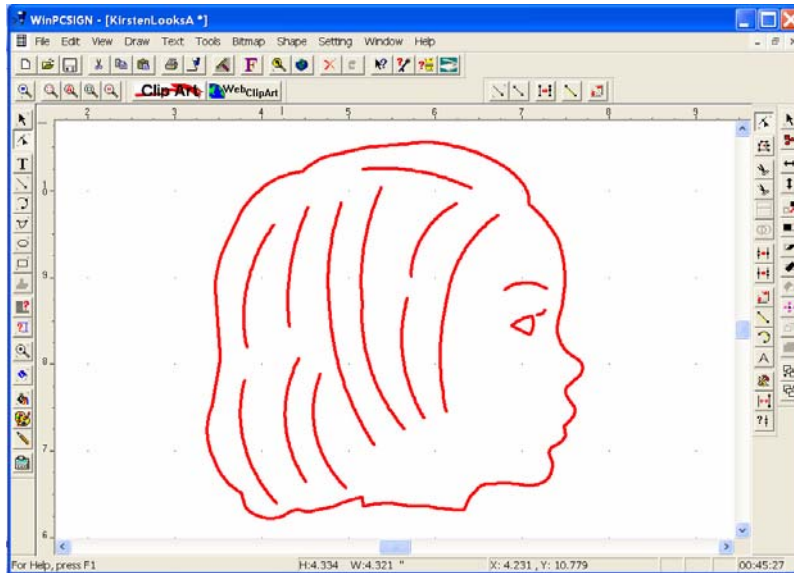 WinPCSIGN - [KirstenLooksA *]
File Edit View Draw Text Tools Bitmap Shape Setting Window Help
Clip Art WebClipArt
2 3 4 5 6 7 8 9
10
9
8
7
6
For Help, press F1 H:4.334 W:4.321 " X: 4.231 , Y: 10.779 00:45:27